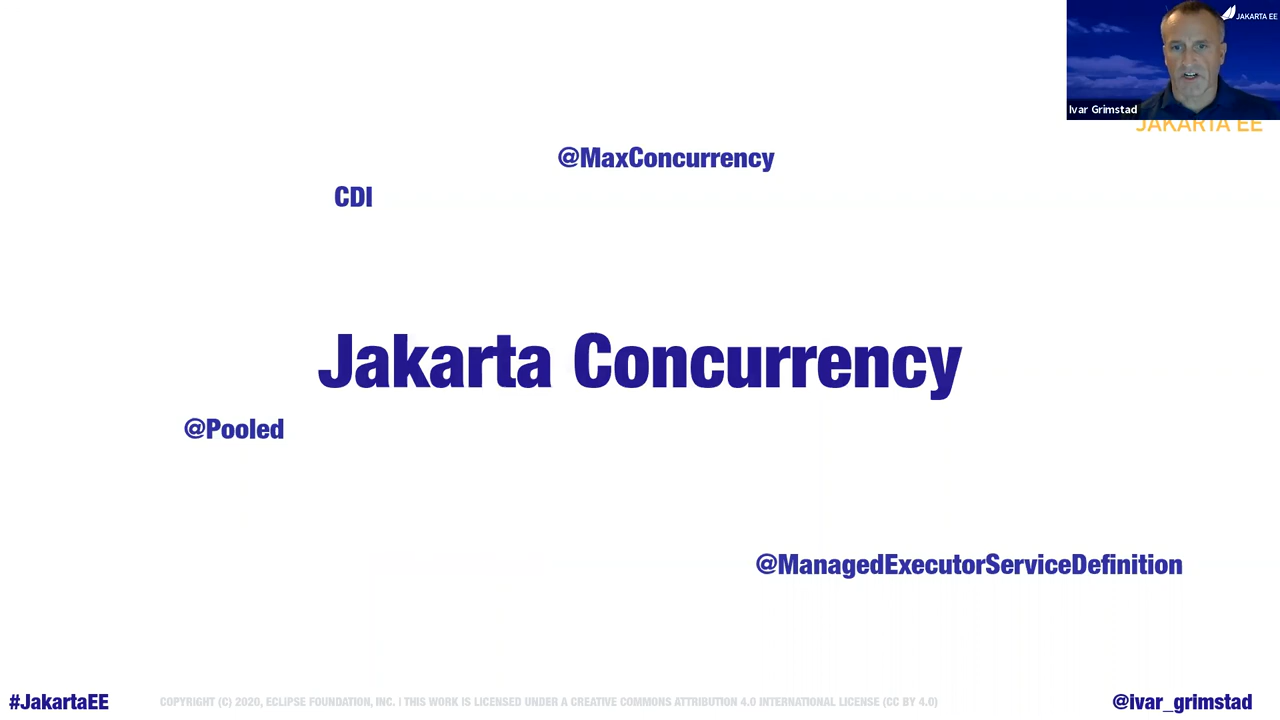 JAKARTA EE
Ivar Grimstad
JAKARTA EE
@MaxConcurrency
CDI
Jakarta Concurrency
@Pooled
@ManagedExecutorServiceDefinition
#JakartaEE
COPYRIGHT (C) 2020, ECLIPSE FOUNDATION, INC. | THIS WORK IS LICENSED UNDER A CREATIVE COMMONS ATTRIBUTION 4.0 INTERNATIONAL LICENSE (CC BY 4.0)
@ivar_grimstad